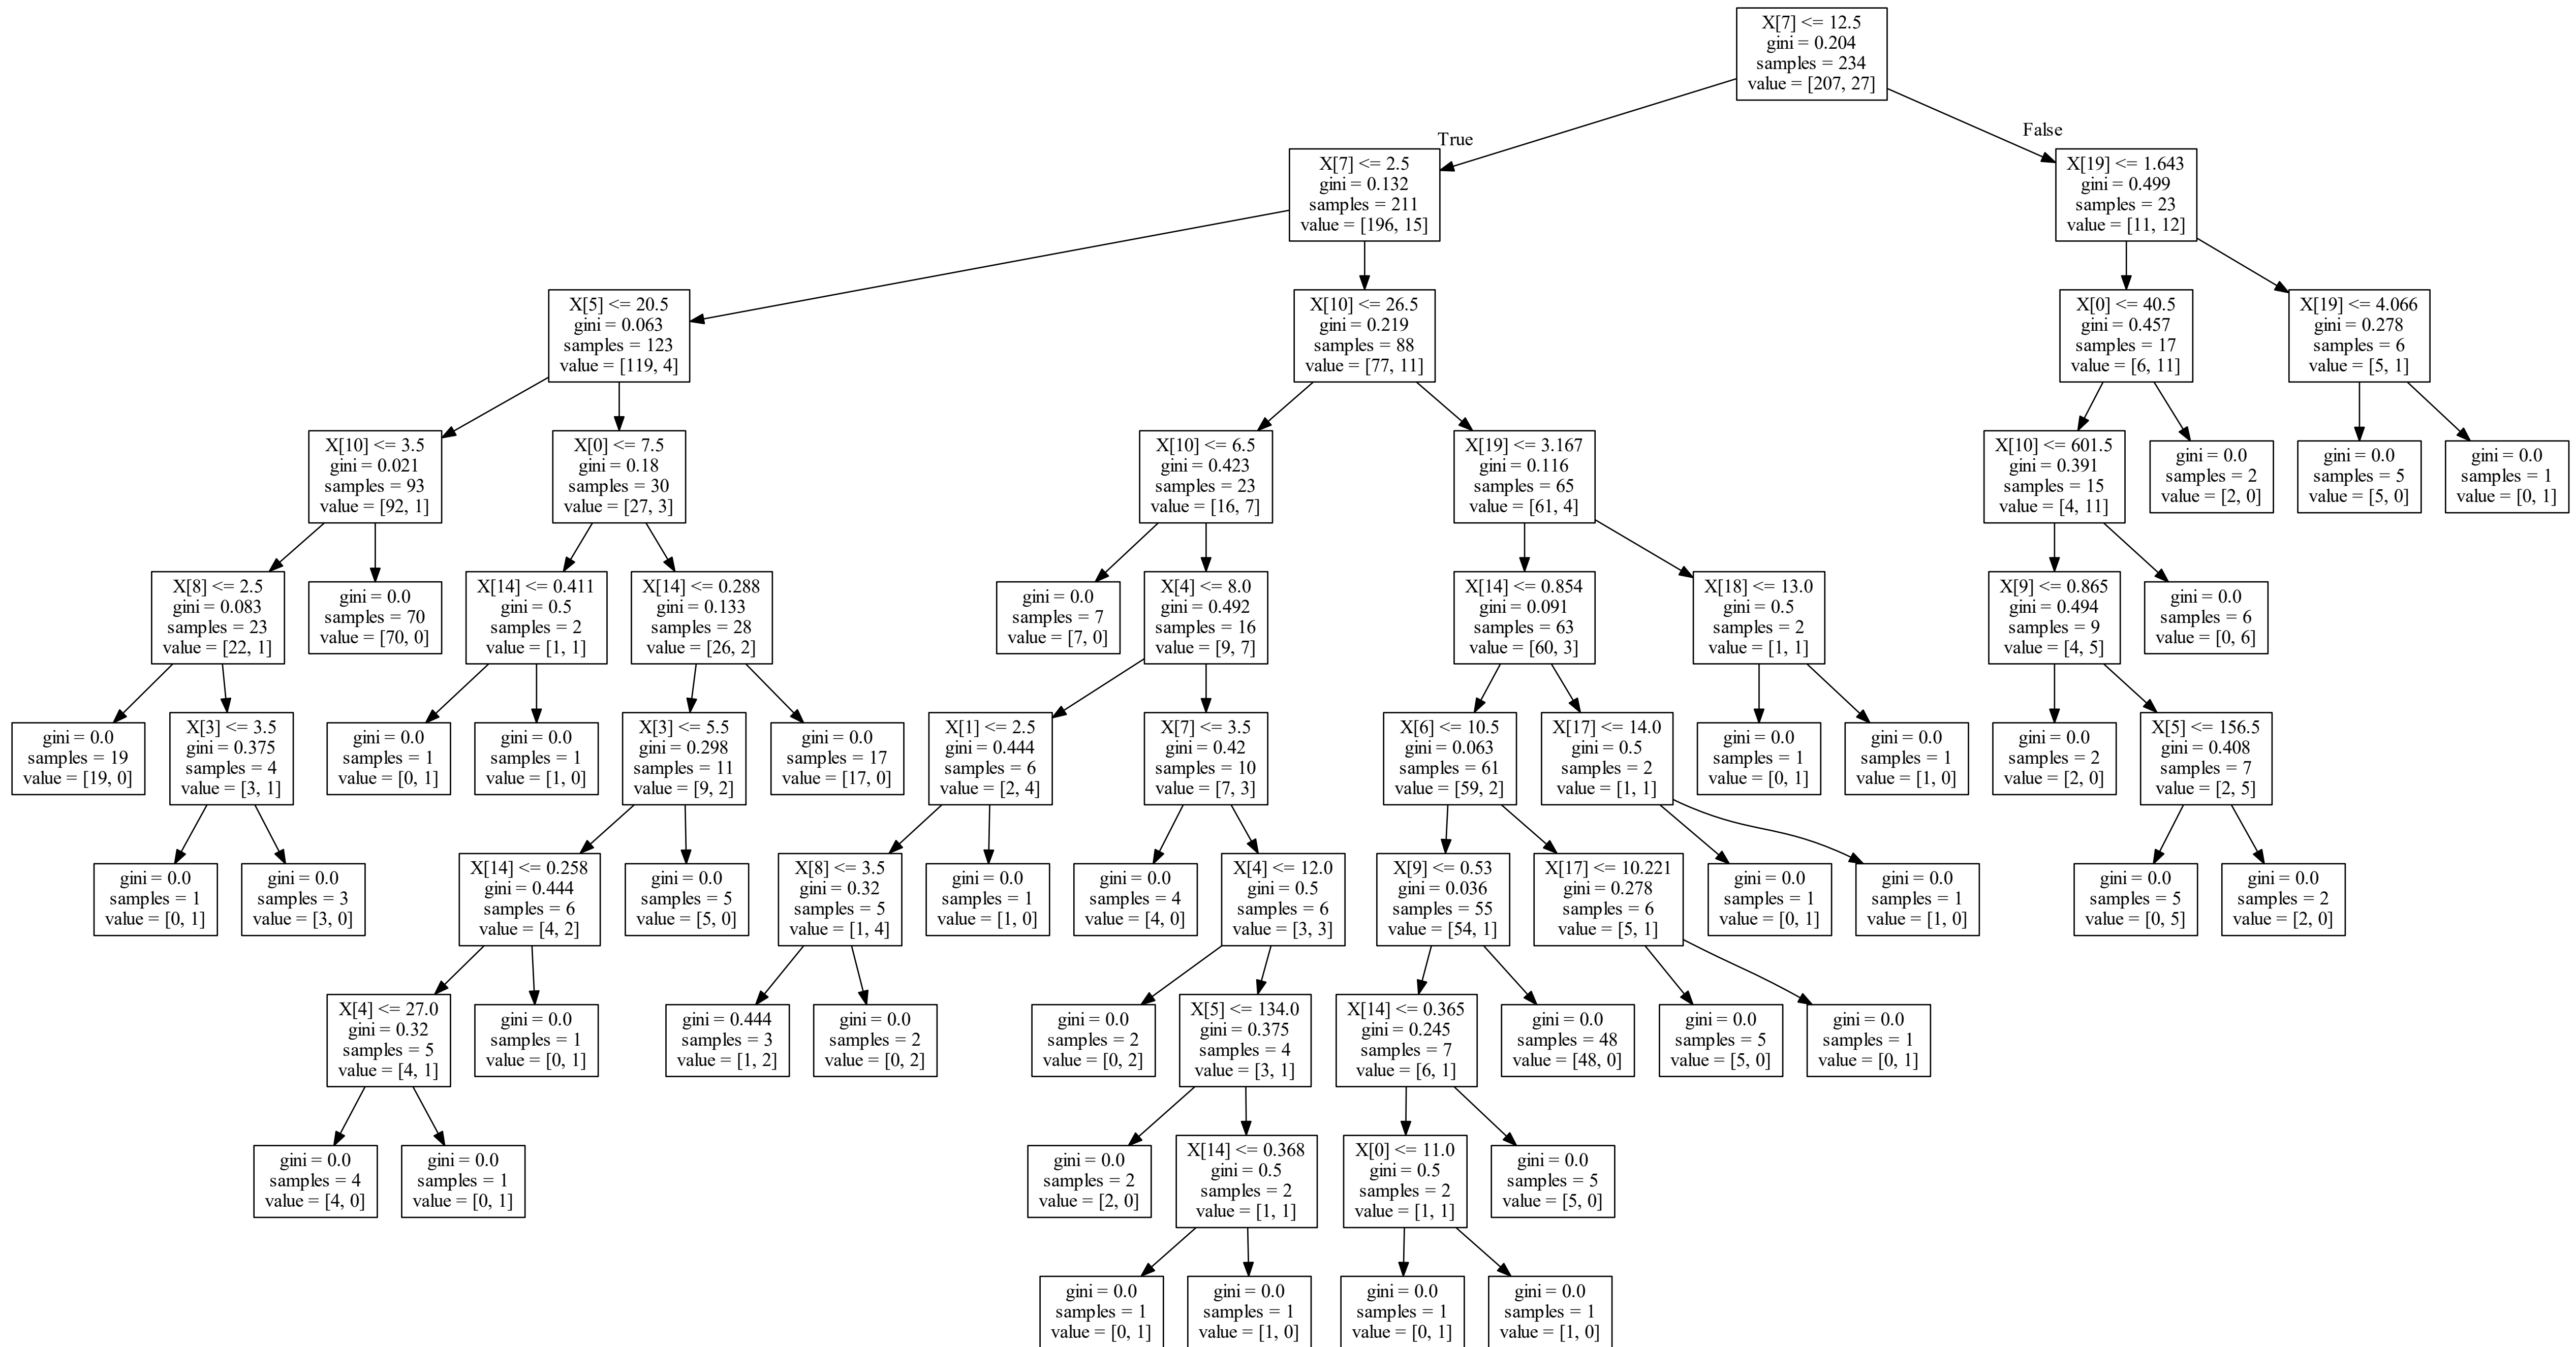 X[7] <= 12.5
gini = 0.204
samples = 234
value = [207, 27]
True
False
X[7] <= 2.5
gini = 0.132
samples = 211
value = [196, 15]
X[19] <= 1.643
gini = 0.499
samples = 23
value = [11, 12]
X[5] <= 20.5
gini = 0.063
samples = 123
value = [119, 4]
X[10] <= 26.5
gini = 0.219
samples = 88
value = [77, 11]
X[0] <= 40.5
gini = 0.457
samples = 17
value = [6, 11]
X[19] <= 4.066
gini = 0.278
samples = 6
value = [5, 1]
X[10] <= 3.5
gini = 0.021
samples = 93
value = [92, 1]
X[0] <= 7.5
gini = 0.18
samples = 30
value = [27, 3]
X[10] <= 6.5
gini = 0.423
samples = 23
value = [16, 7]
X[19] <= 3.167
gini = 0.116
samples = 65
value = [61, 4]
X[10] <= 601.5
gini = 0.391
samples = 15
value = [4, 11]
gini = 0.0
samples = 2
value = [2, 0]
gini = 0.0
samples = 5
value = [5, 0]
gini = 0.0
samples = 1
value = [0, 1]
X[8] <= 2.5
gini = 0.083
samples = 23
value = [22, 1]
gini = 0.0
samples = 70
value = [70, 0]
X[14] <= 0.411
gini = 0.5
samples = 2
value = [1, 1]
X[14] <= 0.288
gini = 0.133
samples = 28
value = [26, 2]
gini = 0.0
samples = 7
value = [7, 0]
X[4] <= 8.0
gini = 0.492
samples = 16
value = [9, 7]
X[14] <= 0.854
gini = 0.091
samples = 63
value = [60, 3]
X[18] <= 13.0
gini = 0.5
samples = 2
value = [1, 1]
X[9] <= 0.865
gini = 0.494
samples = 9
value = [4, 5]
gini = 0.0
samples = 6
value = [0, 6]
gini = 0.0
samples = 19
value = [19, 0]
X[3] <= 3.5
gini = 0.375
samples = 4
value = [3, 1]
gini = 0.0
samples = 1
value = [0, 1]
gini = 0.0
samples = 1
value = [1, 0]
X[3] <= 5.5
gini = 0.298
samples = 11
value = [9, 2]
gini = 0.0
samples = 17
value = [17, 0]
X[1] <= 2.5
gini = 0.444
samples = 6
value = [2, 4]
X[7] <= 3.5
gini = 0.42
samples = 10
value = [7, 3]
X[6] <= 10.5
gini = 0.063
samples = 61
value = [59, 2]
X[17] <= 14.0
gini = 0.5
samples = 2
value = [1, 1]
gini = 0.0
samples = 1
value = [0, 1]
gini = 0.0
samples = 1
value = [1, 0]
gini = 0.0
samples = 2
value = [2, 0]
X[5] <= 156.5
gini = 0.408
samples = 7
value = [2, 5]
gini = 0.0
samples = 1
value = [0, 1]
gini = 0.0
samples = 3
value = [3, 0]
X[14] <= 0.258
gini = 0.444
samples = 6
value = [4, 2]
gini = 0.0
samples = 5
value = [5, 0]
X[8] <= 3.5
gini = 0.32
samples = 5
value = [1, 4]
gini = 0.0
samples = 1
value = [1, 0]
gini = 0.0
samples = 4
value = [4, 0]
X[4] <= 12.0
gini = 0.5
samples = 6
value = [3, 3]
X[9] <= 0.53
gini = 0.036
samples = 55
value = [54, 1]
X[17] <= 10.221
gini = 0.278
samples = 6
value = [5, 1]
gini = 0.0
samples = 1
value = [0, 1]
gini = 0.0
samples = 1
value = [1, 0]
gini = 0.0
samples = 5
value = [0, 5]
gini = 0.0
samples = 2
value = [2, 0]
X[4] <= 27.0
gini = 0.32
samples = 5
value = [4, 1]
gini = 0.0
samples = 1
value = [0, 1]
gini = 0.444
samples = 3
value = [1, 2]
gini = 0.0
samples = 2
value = [0, 2]
gini = 0.0
samples = 2
value = [0, 2]
X[5] <= 134.0
gini = 0.375
samples = 4
value = [3, 1]
X[14] <= 0.365
gini = 0.245
samples = 7
value = [6, 1]
gini = 0.0
samples = 48
value = [48, 0]
gini = 0.0
samples = 5
value = [5, 0]
gini = 0.0
samples = 1
value = [0, 1]
gini = 0.0
samples = 4
value = [4, 0]
gini = 0.0
samples = 1
value = [0, 1]
gini = 0.0
samples = 2
value = [2, 0]
X[14] <= 0.368
gini = 0.5
samples = 2
value = [1, 1]
X[0] <= 11.0
gini = 0.5
samples = 2
value = [1, 1]
gini = 0.0
samples = 5
value = [5, 0]
gini = 0.0
samples = 1
value = [0, 1]
gini = 0.0
samples = 1
value = [1, 0]
gini = 0.0
samples = 1
value = [0, 1]
gini = 0.0
samples = 1
value = [1, 0]